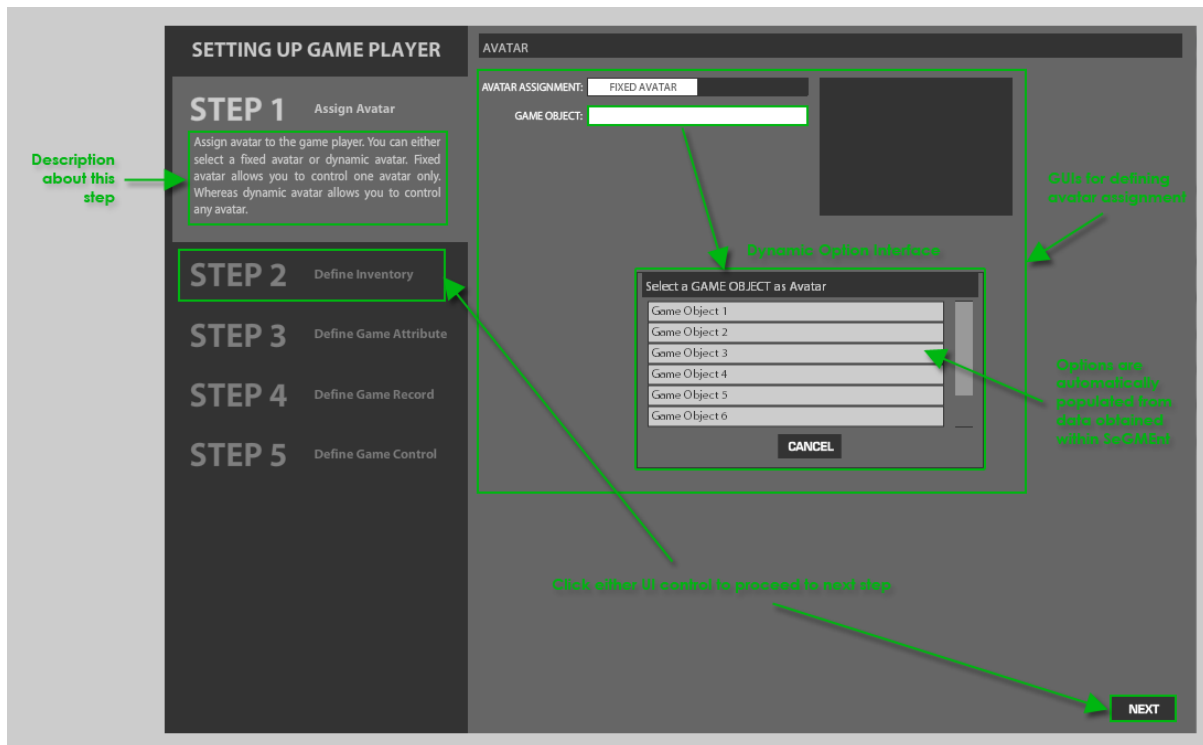 SETTING UP GAME PLAYER
STEP 1 Assign Avatar
Assign avatar to the game player. You can either
select a fixed avatar or dynamic avatar. Fixed
avatar allows you to control one avatar only.
Whereas dynamic avatar allows you to control
any avatar.
STEP 2 Define Inventory
STEP 3 Define Game Attribute
STEP 4 Define Game Record
STEP 5 Define Game Control
Description
about this
step
AVATAR
AVATAR ASSIGNMENT: FIXED AVATAR
GAME OBJECT:
GUIs for defining
avatar assignment
Dynamic Option Interface
Select a GAME OBJECT as Avatar
Game Object 1
Game Object 2
Game Object 3
Game Object 4
Game Object 5
Game Object 6
CANCEL
Options are
automatically
populated from
data obtained
within SeGMEnt
Click either UI control to proceed to next step
NEXT